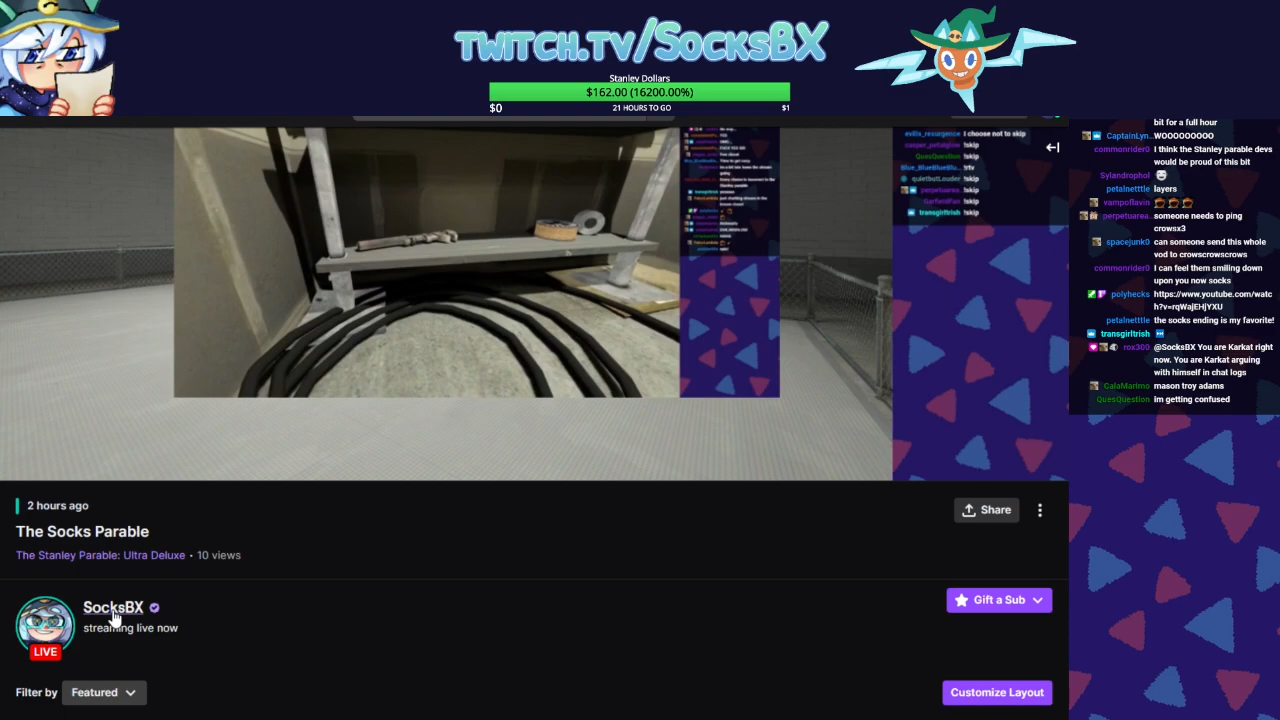 TWITCH.TV/SOCKSBX
Stanley Dollars
$162.00 (16200.00%)
$0
21 HOURS TO GO
$1
evills_resurgence I choose not to skip
casper_petalglow !skip
QuesQuestion !skip
Blue_BlueBlueBlu... !rtv
quietbutLouder !skip
perpetuarea... !skip
GarfieldFan !skip
transgirltrish !skip
bit for a full hour
CaptainLyn... WOOOOOOOOO
commonrider0 I think the Stanley parable devs
would be proud of this bit
Sylandrophol
petalnetttle layers
vampoflavin
perpetuarea... someone needs to ping
crowsx3
spacejunk0 can someone send this whole
vod to crowscrowscrows
commonrider0 I can feel them smiling down
upon you now socks
polyhecks https://www.youtube.com/watc
h?v=rqWajEHjYXU
petalnetttle the socks ending is my favorite!
transgirltrish
rox300 @SocksBX You are Karkat right
now. You are Karkat arguing
with himself in chat logs
CalaMarimo mason troy adams
QuesQuestion im getting confused
2 hours ago
Share
The Socks Parable
The Stanley Parable: Ultra Deluxe • 10 views
SocksBX
Gift a Sub
streaming live now
LIVE
Filter by Featured
Customize Layout